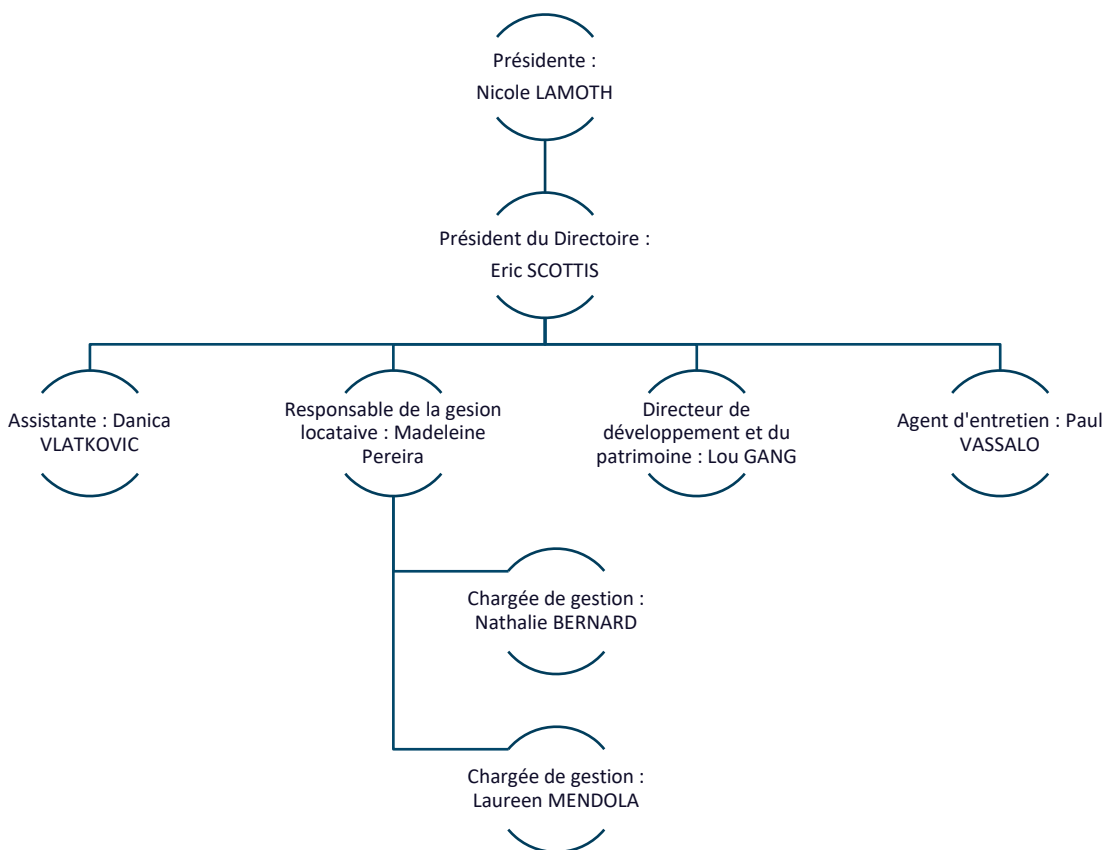 Présidente :
Nicole LAMOTH
Président du Directoire :
Eric SCOTTIS
Assistante : Danica
VLATKOVIC
Responsable de la gesion
locataive : Madeleine
Pereira
Directeur de
développement et du
patrimoine : Lou GANG
Agent d'entretien : Paul
VASSALO
Chargée de gestion :
Nathalie BERNARD
Chargée de gestion :
Laureen MENDOLA